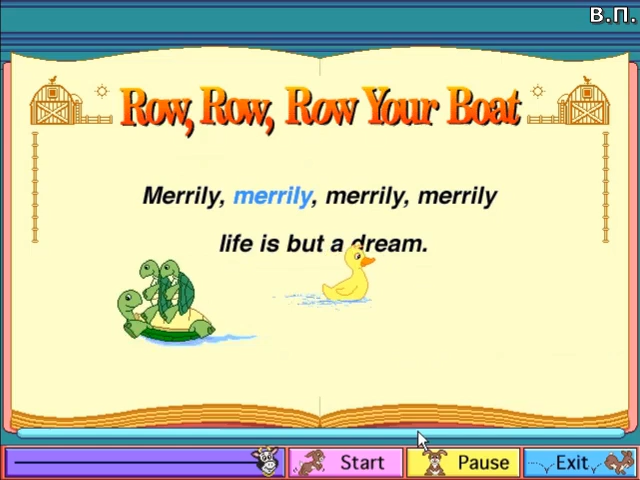 В.П.
Row, Row, Row Your Boat
Merrily, merrily, merrily, merrily
life is but a dream.
Start
Pause
Exit